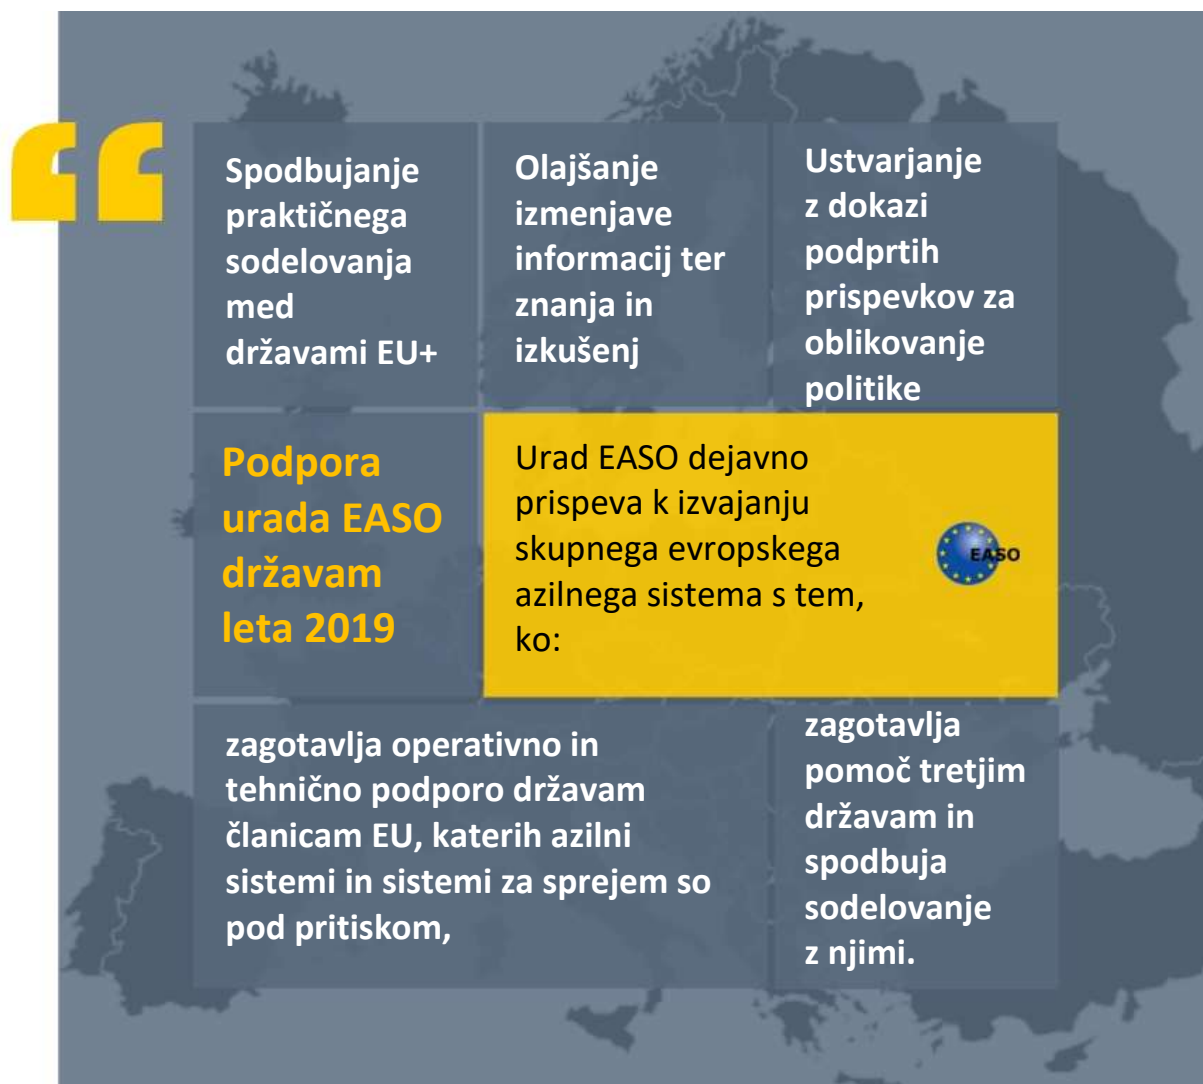 Spodbujanje
praktičnega
sodelovanja
med
državami EU+
Olajšanje
izmenjave
informacij ter
znanja in
izkušenj
Ustvarjanje
z dokazi
podprtih
prispevkov za
oblikovanje
politike
Podpora
urada EASO
državam
leta 2019
Urad EASO dejavno
prispeva k izvajanju
skupnega evropskega
azilnega sistema s tem,
ko:
EASO
zagotavlja operativno in
tehnično podporo državam
članicam EU, katerih azilni
sistemi in sistemi za sprejem so
pod pritiskom,
zagotavlja
pomoč tretjim
državam in
spodbuja
sodelovanje
z njimi.